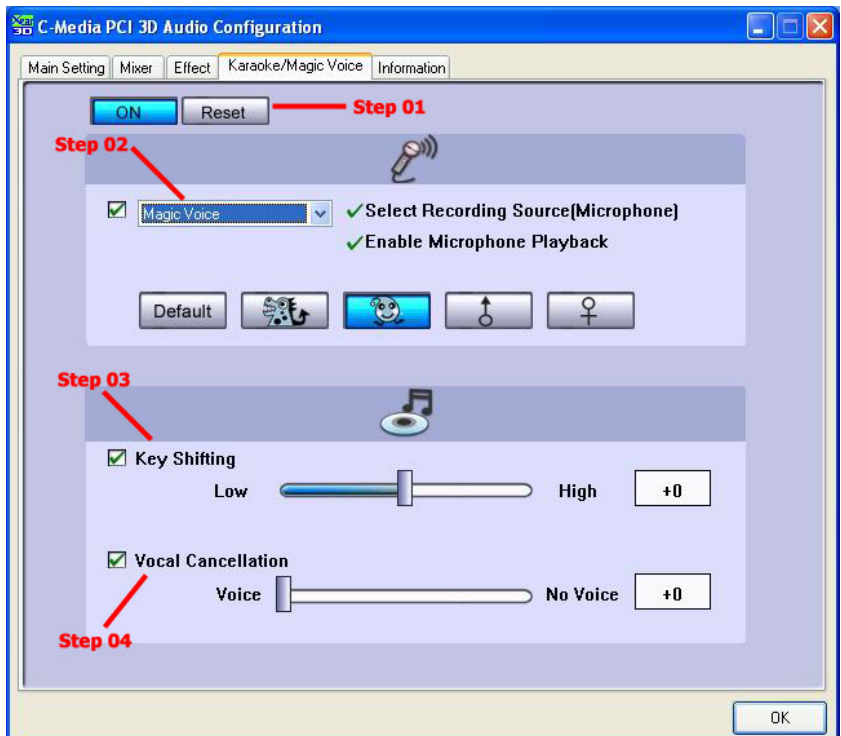 Xear 3D C-Media PCI 3D Audio Configuration
Main Setting Mixer Effect Karaoke/Magic Voice Information
ON Reset Step 01
Step 02
Magic Voice Select Recording Source(Microphone)
Enable Microphone Playback
Default
Step 03
Key Shifting
Low High +0
Vocal Cancellation
Voice No Voice +0
Step 04
OK